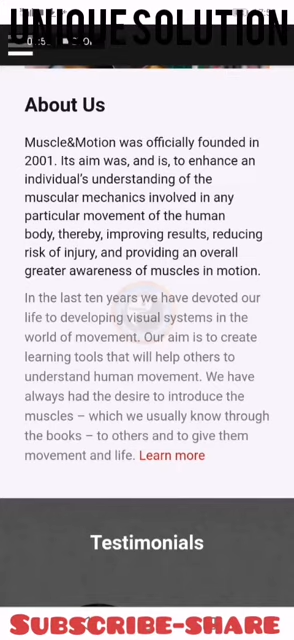 UNIQUE SOLUTION
About Us
Muscle&Motion was officially founded in
2001. Its aim was, and is, to enhance an
individual's understanding of the
muscular mechanics involved in any
particular movement of the human
body, thereby, improving results, reducing
risk of injury, and providing an overall
greater awareness of muscles in motion.
In the last ten years we have devoted our
life to developing visual systems in the
world of movement. Our aim is to create
learning tools that will help others to
understand human movement. We have
always had the desire to introduce the
muscles – which we usually know through
the books – to others and to give them
movement and life. Learn more
Testimonials
SUBSCRIBE-SHARE